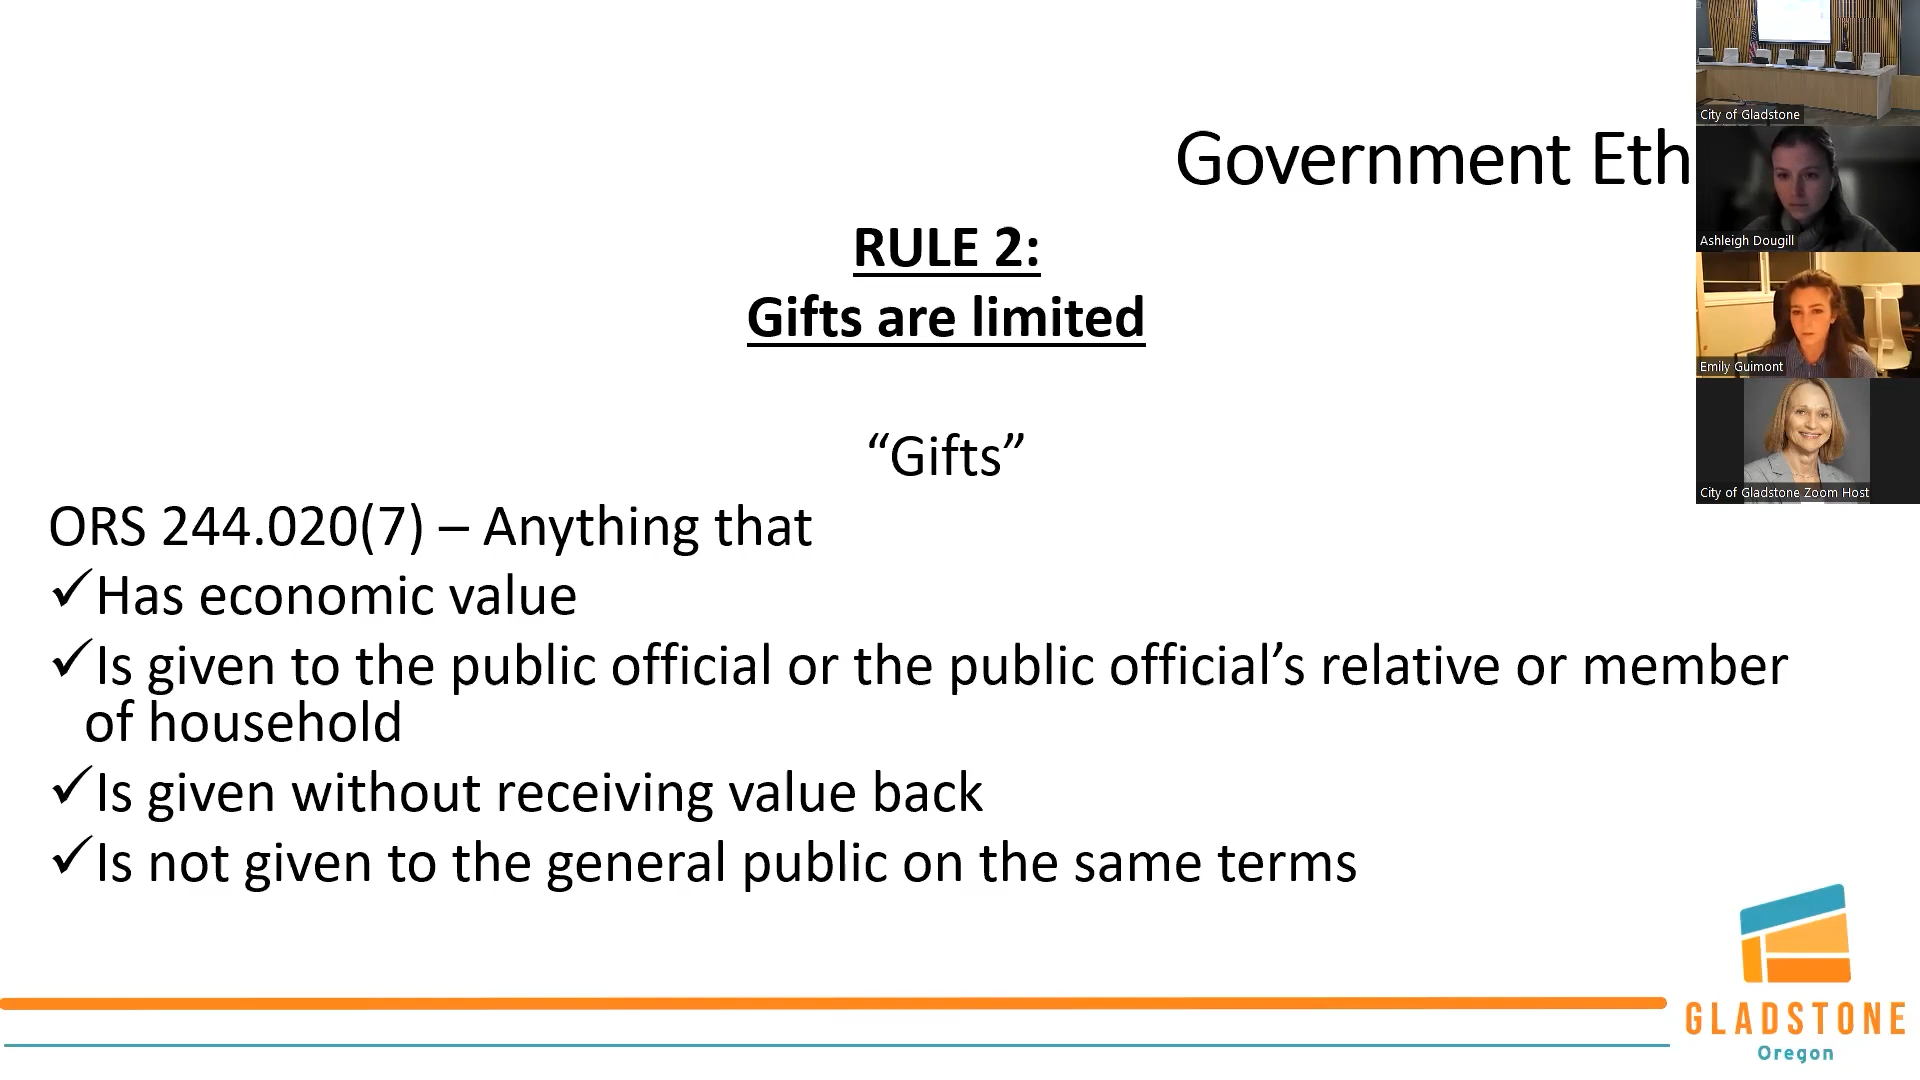 Government Eth
RULE 2:
Gifts are limited
“Gifts”
ORS 244.020(7) – Anything that
✓Has economic value
✓Is given to the public official or the public official’s relative or member
of household
✓Is given without receiving value back
✓Is not given to the general public on the same terms
City of Gladstone
Ashleigh Dougill
Emily Guimont
City of Gladstone Zoom Host
GLADSTONE
Oregon